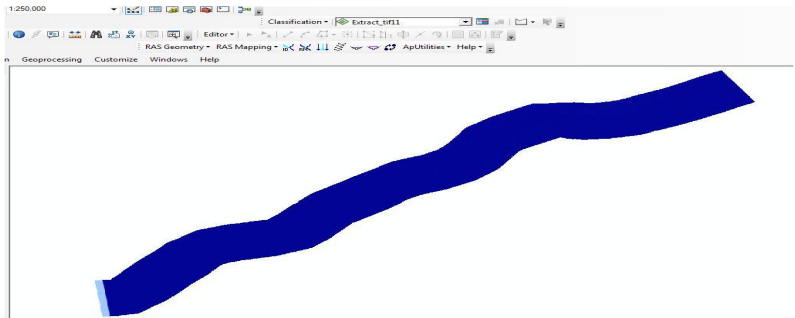 1:250,000
Classification Extract_tif11
Editor
RAS Geometry RAS Mapping ApUtilities Help
n Geoprocessing Customize Windows Help